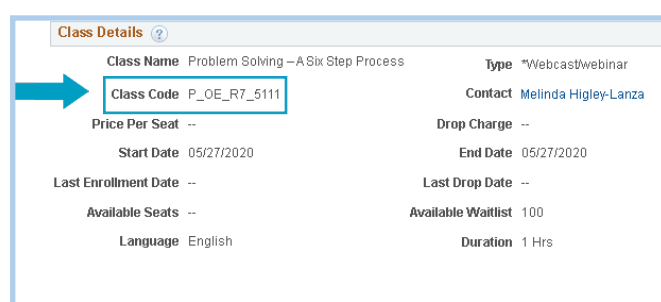 Class Details ?
Class Name Problem Solving – A Six Step Process Type *Webcast/webinar
Class Code P_OE_R7_5111 Contact Melinda Higley-Lanza
Price Per Seat -- Drop Charge --
Start Date 05/27/2020 End Date 05/27/2020
Last Enrollment Date -- Last Drop Date --
Available Seats -- Available Waitlist 100
Language English Duration 1 Hrs